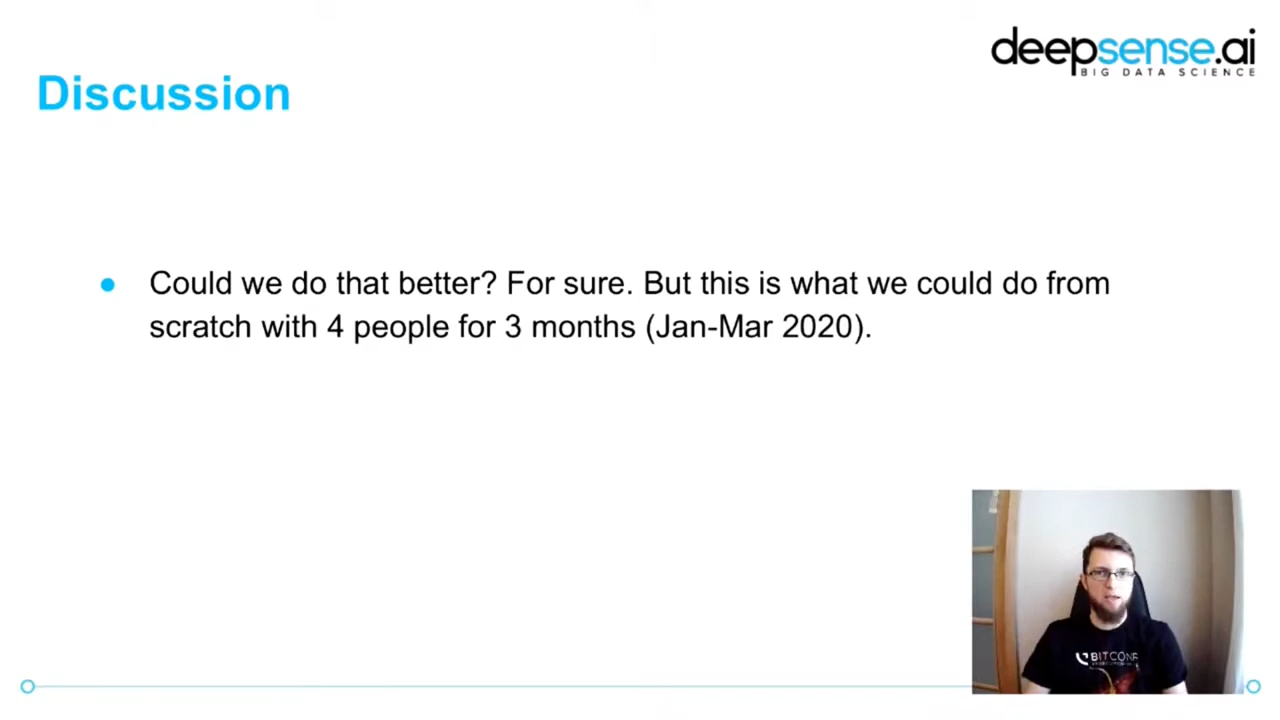 deepsense.ai
BIG DATA SCIENCE
Discussion
Could we do that better? For sure. But this is what we could do from
scratch with 4 people for 3 months (Jan-Mar 2020).
BITCONF